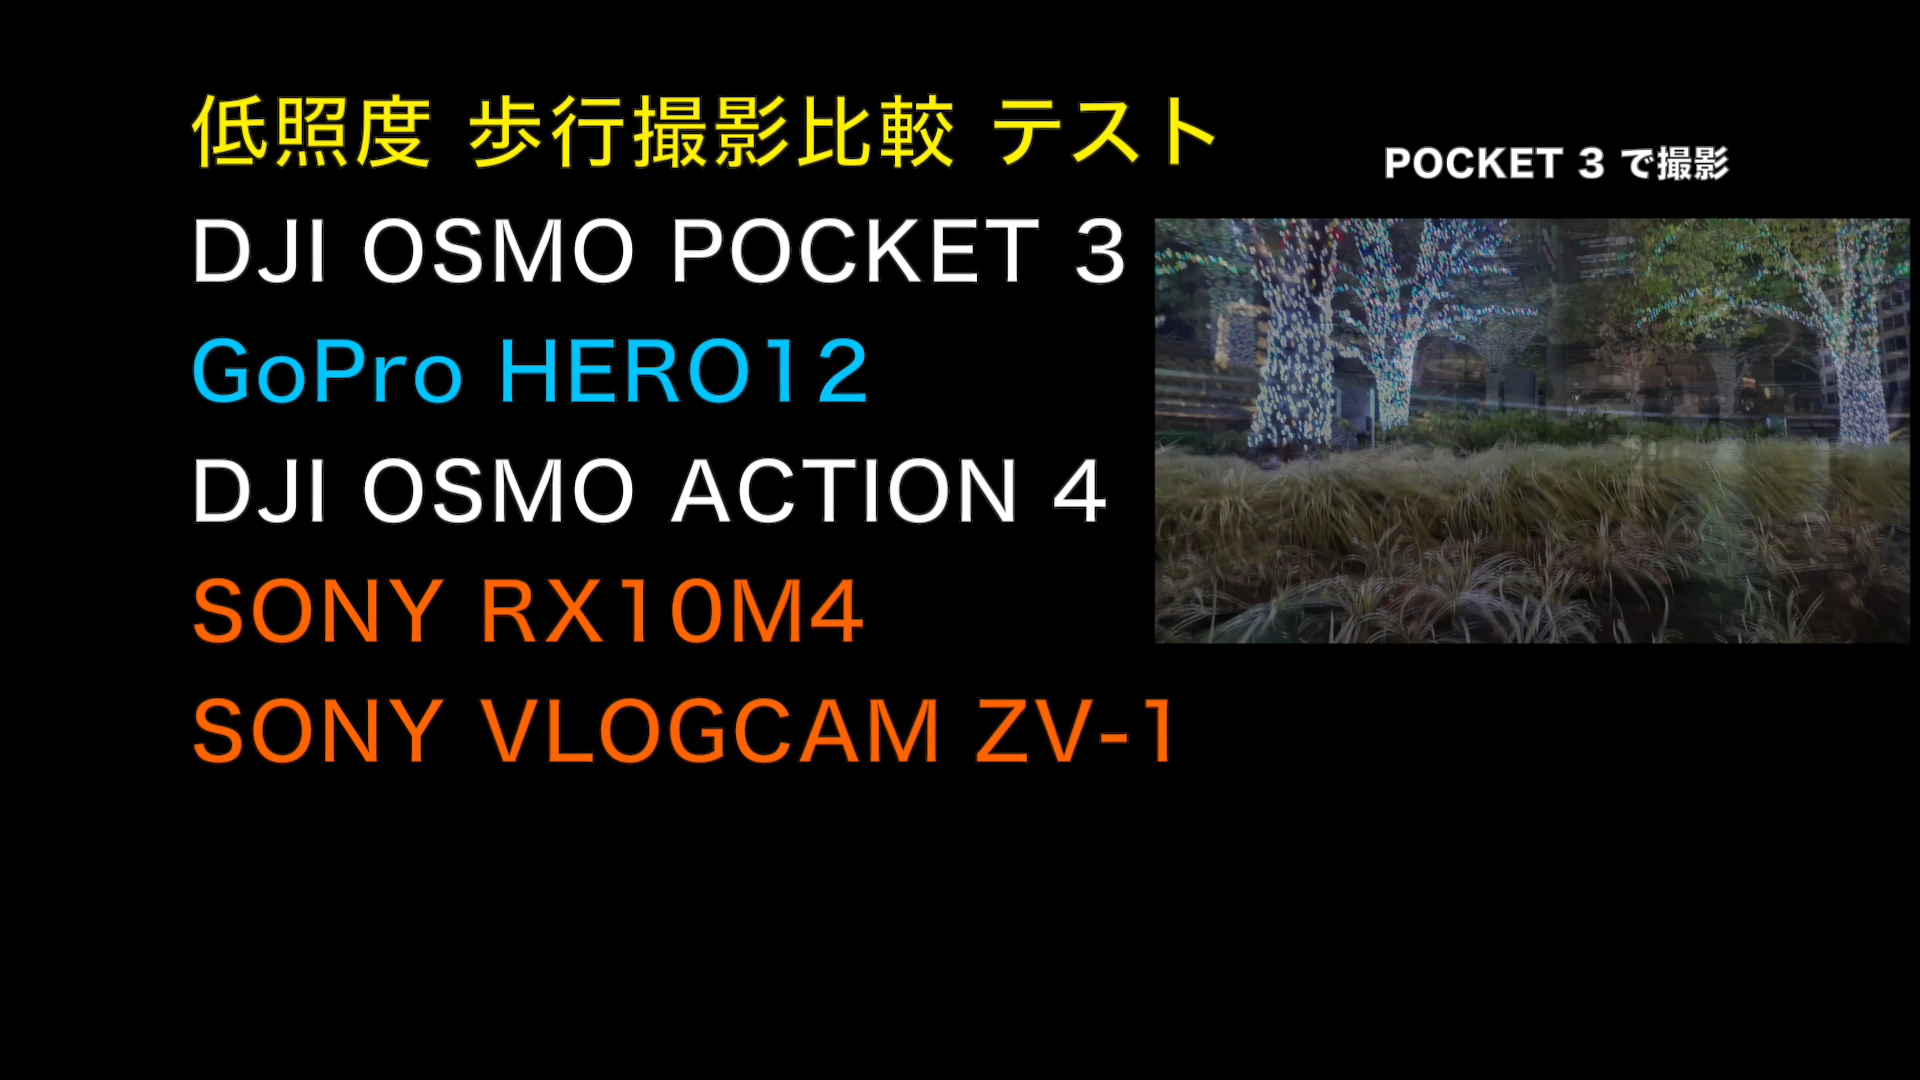 低照度 歩行撮影比較 テスト
POCKET 3 で撮影
DJI OSMO POCKET 3
GoPro HERO12
DJI OSMO ACTION 4
SONY RX10M4
SONY VLOGCAM ZV-1